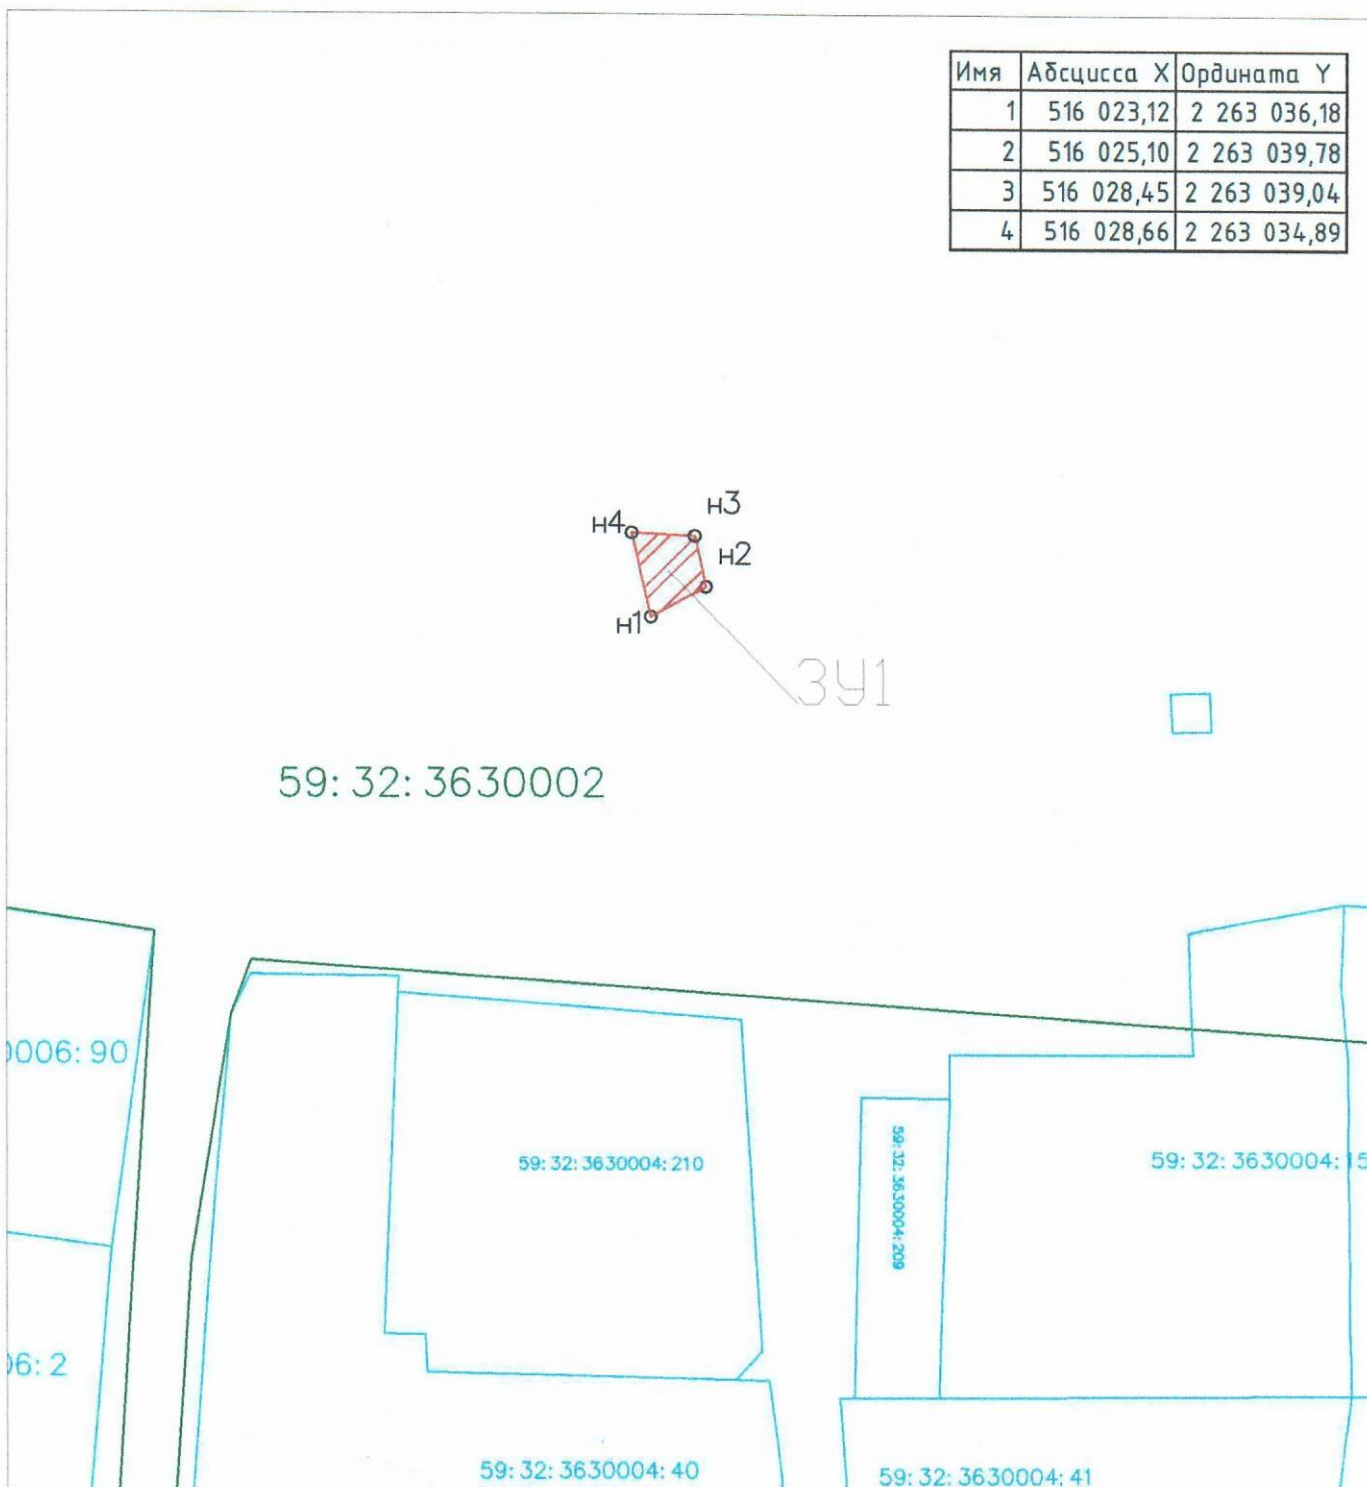 Имя Абсцисса X Ордината Y
1 516 023,12 2 263 036,18
2 516 025,10 2 263 039,78
3 516 028,45 2 263 039,04
4 516 028,66 2 263 034,89
н3
н4
н2
н1
ЗУ1
59:32:3630002
0006:90
59:32:3630004:210
59:32:3630004:209
59:32:3630004:15
06:2
59:32:3630004:40
59:32:3630004:41